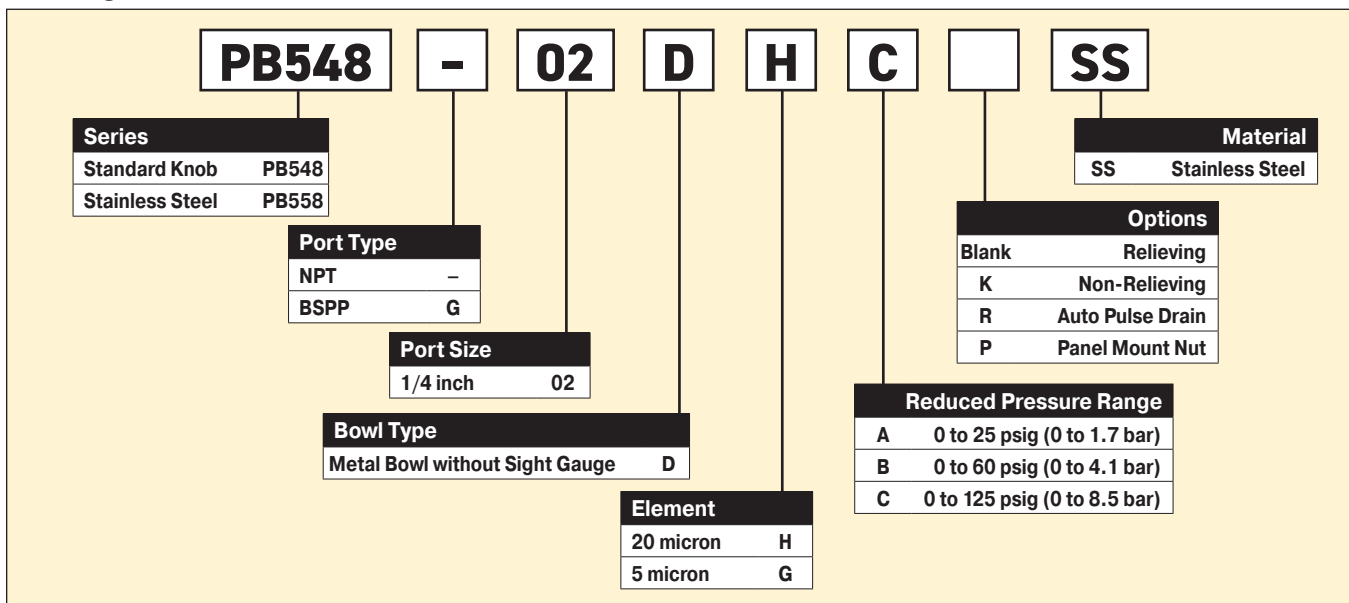 PB548 - 02 D H C SS
Series
Standard Knob PB548
Stainless Steel PB558
Port Type
NPT –
BSPP G
Port Size
1/4 inch 02
Bowl Type
Metal Bowl without Sight Gauge D
Element
20 micron H
5 micron G
Material
SS Stainless Steel
Options
Blank Relieving
K Non-Relieving
R Auto Pulse Drain
P Panel Mount Nut
Reduced Pressure Range
A 0 to 25 psig (0 to 1.7 bar)
B 0 to 60 psig (0 to 4.1 bar)
C 0 to 125 psig (0 to 8.5 bar)